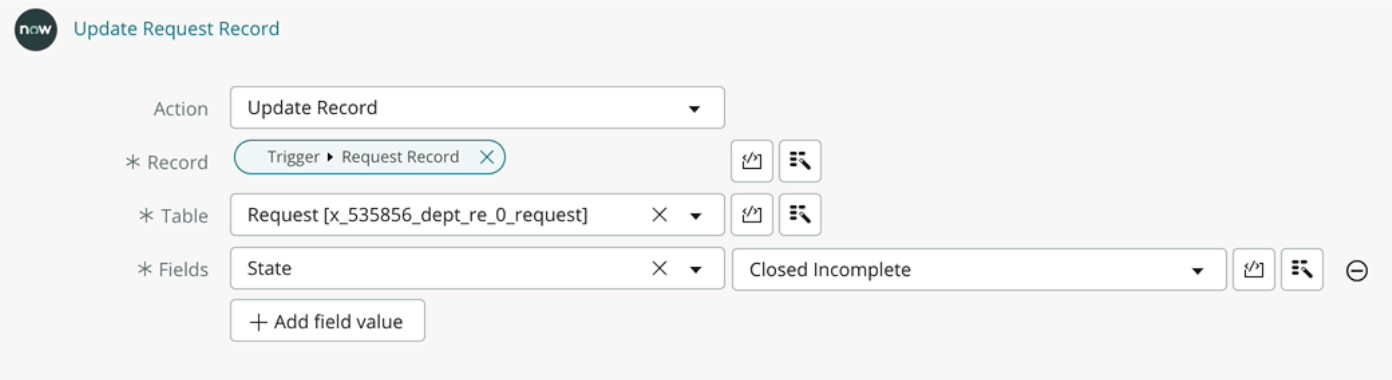 now Update Request Record
Action Update Record
* Record Trigger ▸ Request Record ×
* Table Request [x_535856_dept_re_0_request] ×
* Fields State × Closed Incomplete
+ Add field value